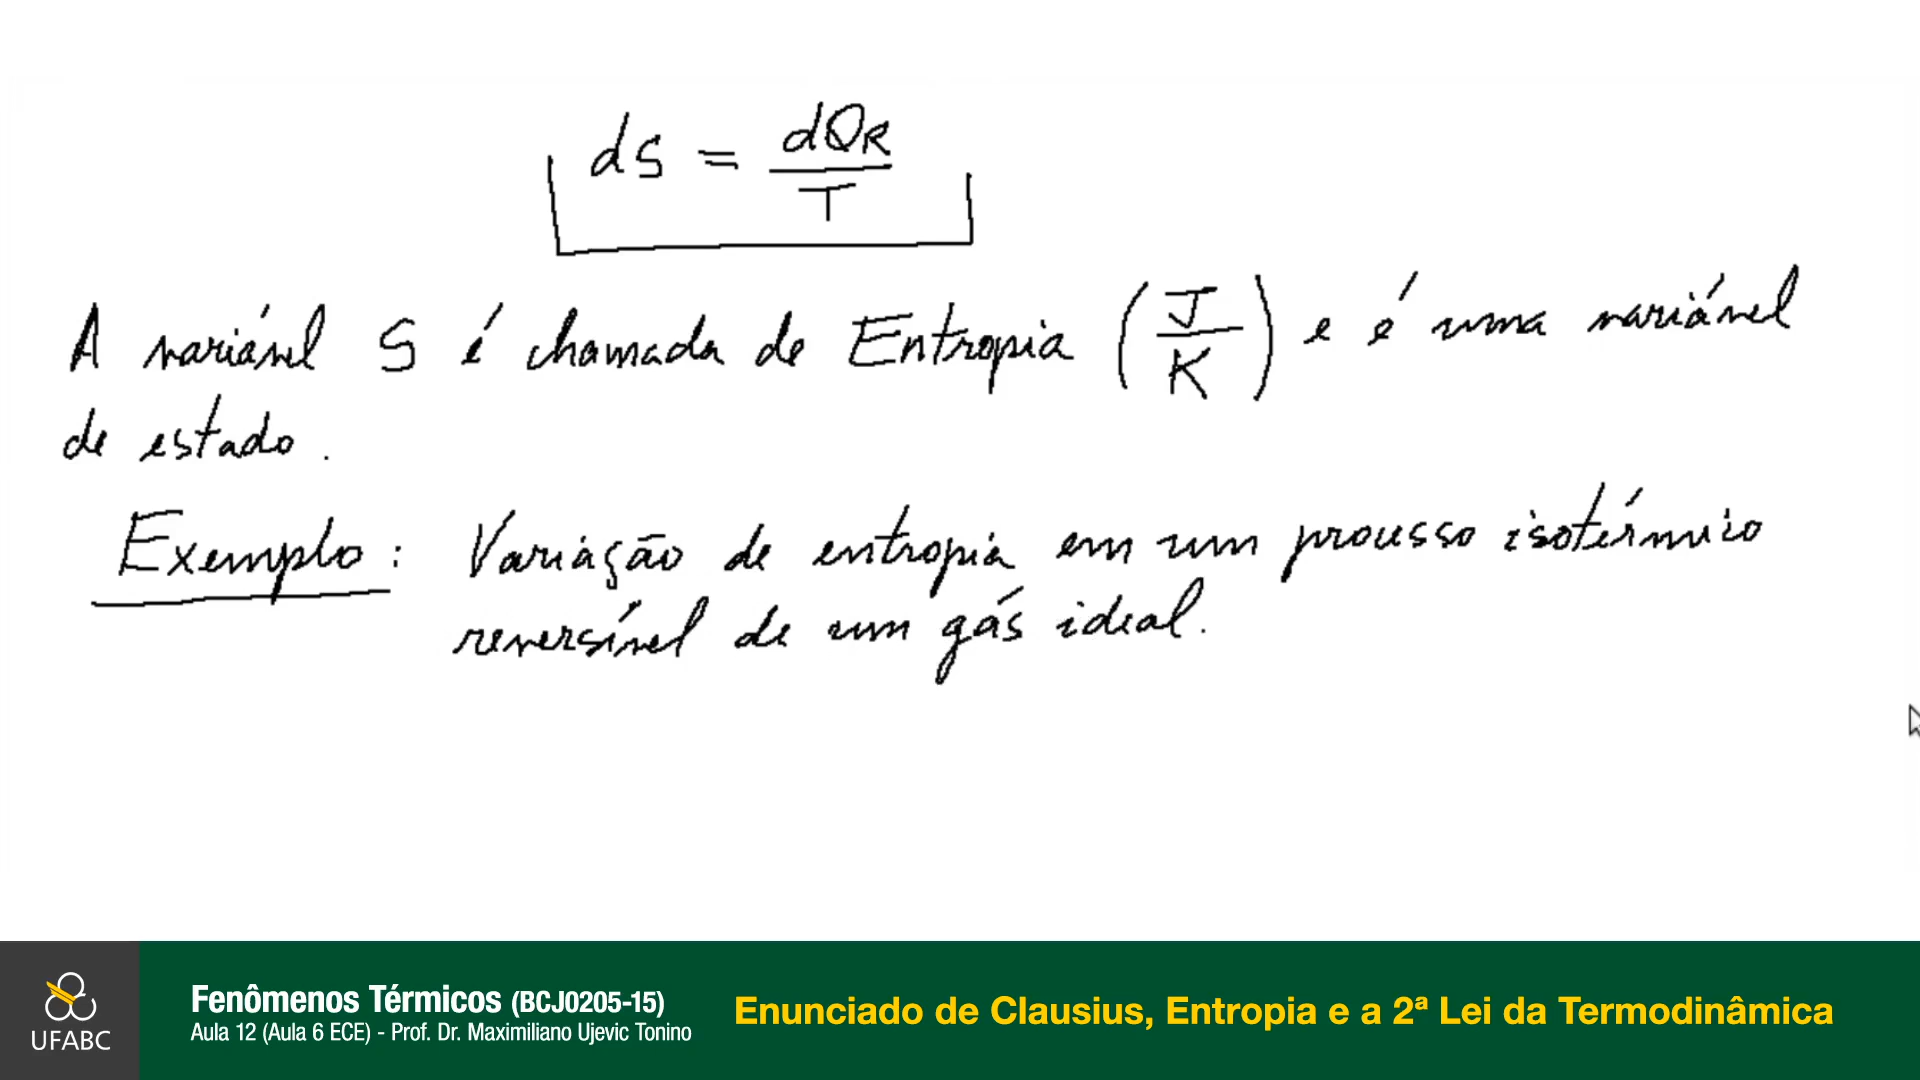 dS = dQR / T
A variável S é chamada de Entropia (J/K) e é uma variável
de estado.
Exemplo: Variação de entropia em um processo isotérmico
reversível de um gás ideal.
UFABC
Fenômenos Térmicos (BCJ0205-15)
Aula 12 (Aula 6 ECE) - Prof. Dr. Maximiliano Ujevic Tonino
Enunciado de Clausius, Entropia e a 2ª Lei da Termodinâmica